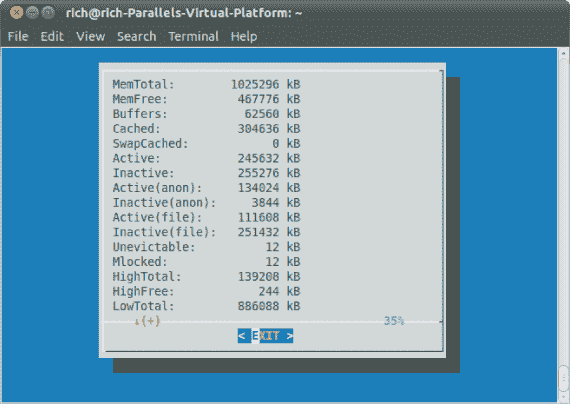 rich@rich-Parallels-Virtual-Platform: ~
File Edit View Search Terminal Help
MemTotal: 1025296 kB
MemFree: 467776 kB
Buffers: 62560 kB
Cached: 304636 kB
SwapCached: 0 kB
Active: 245632 kB
Inactive: 255276 kB
Active(anon): 134024 kB
Inactive(anon): 3844 kB
Active(file): 111608 kB
Inactive(file): 251432 kB
Unevictable: 12 kB
Mlocked: 12 kB
HighTotal: 139208 kB
HighFree: 244 kB
LowTotal: 886088 kB
↓(+) 35%
< EXIT >